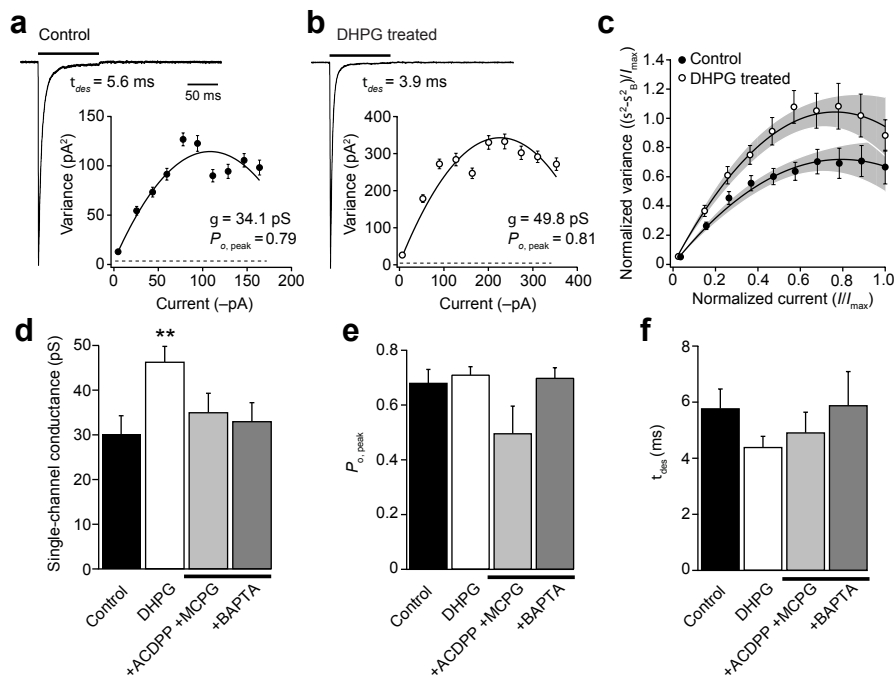 a
Control
t_des = 5.6 ms
50 ms
Variance (pA²)
150
100
50
0
g = 34.1 pS
P_o, peak = 0.79
0 50 100 150 200
Current (–pA)
b
DHPG treated
t_des = 3.9 ms
Variance (pA²)
400
300
200
100
0
g = 49.8 pS
P_o, peak = 0.81
0 100 200 300 400
Current (–pA)
c
Control
DHPG treated
Normalized variance ((s²-s²_B)/I_max)
1.4
1.2
1.0
0.8
0.6
0.4
0.2
0
0 0.2 0.4 0.6 0.8 1.0
Normalized current (I/I_max)
d
**
Single-channel conductance (pS)
50
40
30
20
10
0
Control
DHPG
+ACDPP +MCPG
+BAPTA
e
P_o, peak
0.8
0.6
0.4
0.2
0
Control
DHPG
+ACDPP +MCPG
+BAPTA
f
t_des (ms)
8
6
4
2
0
Control
DHPG
+ACDPP +MCPG
+BAPTA